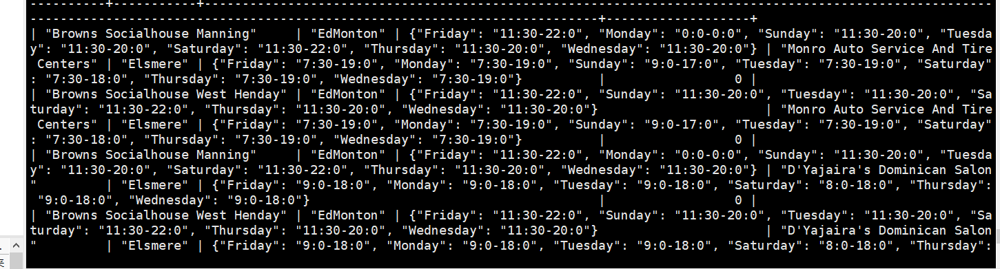 ----------+-----------+--------------------------------------------------------------------------------------------------------
---------------------------------------------------------------------------+-------------------+
| "Browns Socialhouse Manning"     | "EdMonton" | {"Friday": "11:30-22:0", "Monday": "0:0-0:0", "Sunday": "11:30-20:0", "Tuesda
y": "11:30-20:0", "Saturday": "11:30-22:0", "Thursday": "11:30-20:0", "Wednesday": "11:30-20:0"} | "Monro Auto Service And Tire
 Centers" | "Elsmere" | {"Friday": "7:30-19:0", "Monday": "7:30-19:0", "Sunday": "9:0-17:0", "Tuesday": "7:30-19:0", "Saturday"
: "7:30-18:0", "Thursday": "7:30-19:0", "Wednesday": "7:30-19:0"}          |                 0 |
| "Browns Socialhouse West Henday" | "EdMonton" | {"Friday": "11:30-22:0", "Sunday": "11:30-20:0", "Tuesday": "11:30-20:0", "Sa
turday": "11:30-22:0", "Thursday": "11:30-20:0", "Wednesday": "11:30-20:0"}                      | "Monro Auto Service And Tire
 Centers" | "Elsmere" | {"Friday": "7:30-19:0", "Monday": "7:30-19:0", "Sunday": "9:0-17:0", "Tuesday": "7:30-19:0", "Saturday"
: "7:30-18:0", "Thursday": "7:30-19:0", "Wednesday": "7:30-19:0"}          |                 0 |
| "Browns Socialhouse Manning"     | "EdMonton" | {"Friday": "11:30-22:0", "Monday": "0:0-0:0", "Sunday": "11:30-20:0", "Tuesda
y": "11:30-20:0", "Saturday": "11:30-22:0", "Thursday": "11:30-20:0", "Wednesday": "11:30-20:0"} | "D'Yajaira's Dominican Salon
"         | "Elsmere" | {"Friday": "9:0-18:0", "Monday": "9:0-18:0", "Tuesday": "9:0-18:0", "Saturday": "8:0-18:0", "Thursday":
 "9:0-18:0", "Wednesday": "9:0-18:0"}                                      |                 0 |
| "Browns Socialhouse West Henday" | "EdMonton" | {"Friday": "11:30-22:0", "Sunday": "11:30-20:0", "Tuesday": "11:30-20:0", "Sa
turday": "11:30-22:0", "Thursday": "11:30-20:0", "Wednesday": "11:30-20:0"}                      | "D'Yajaira's Dominican Salon
"         | "Elsmere" | {"Friday": "9:0-18:0", "Monday": "9:0-18:0", "Tuesday": "9:0-18:0", "Saturday": "8:0-18:0", "Thursday":